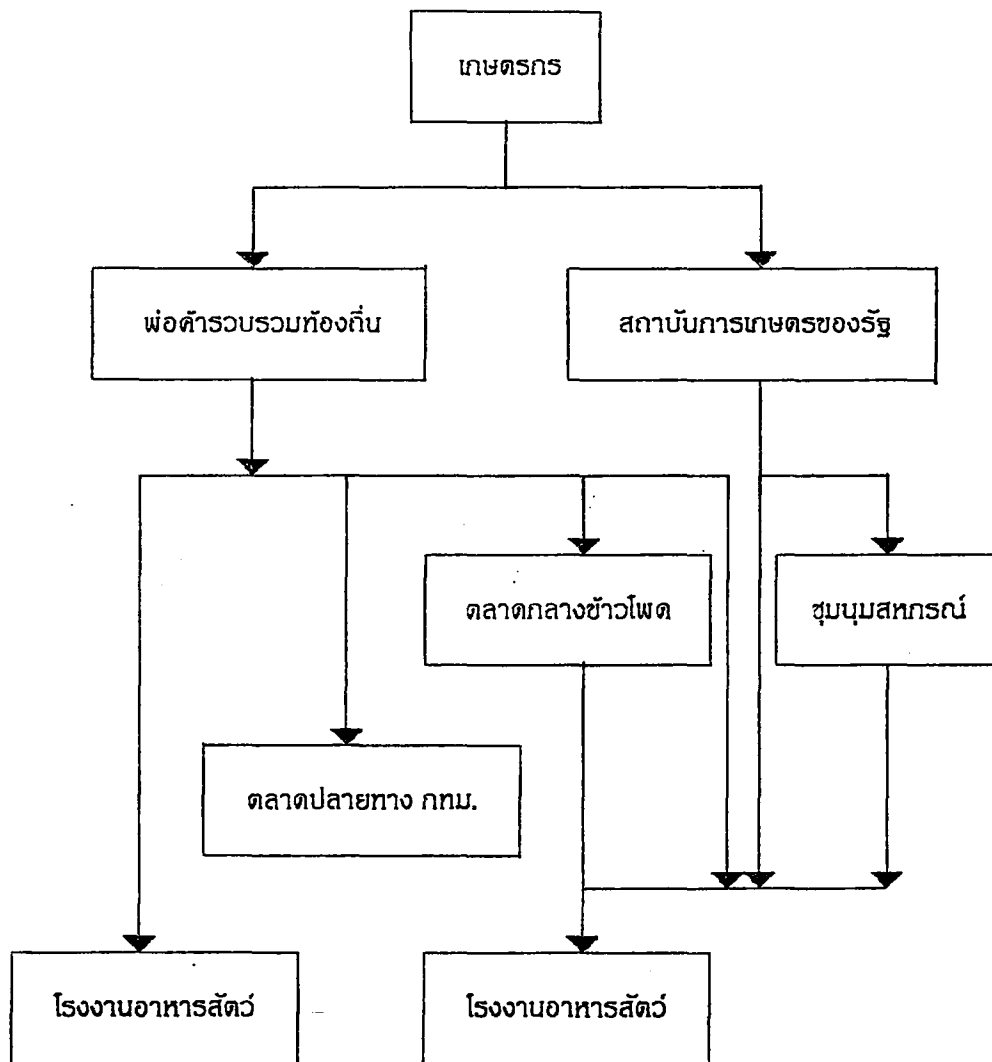 เกษตรกร
พ่อค้ารวบรวมท้องถิ่น
สถาบันการเกษตรของรัฐ
ตลาดกลางข้าวโพด
ชุมนุมสหกรณ์
ตลาดปลายทาง กทม.
โรงงานอาหารสัตว์
โรงงานอาหารสัตว์